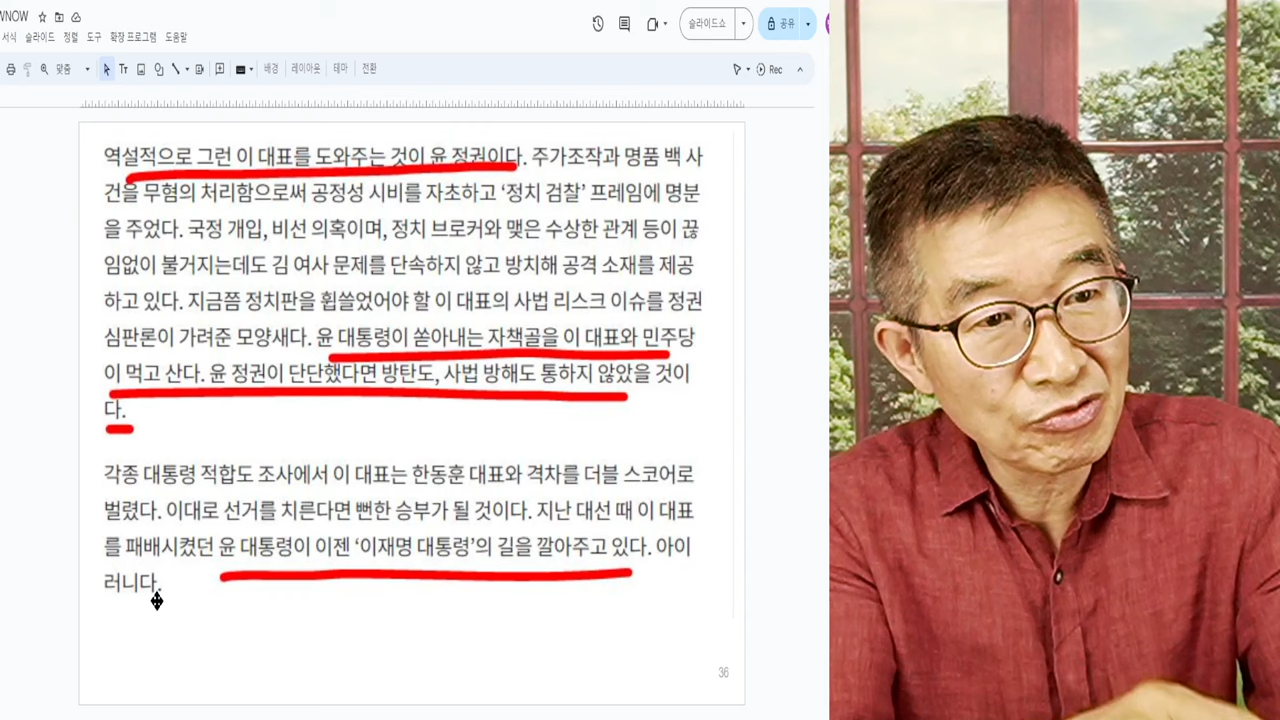 WNOW
서식 슬라이드 정렬 도구 확장 프로그램 도움말
슬라이드쇼
공유
맞춤
Tr
배경 레이아웃 테마 전환
Rec
역설적으로 그런 이 대표를 도와주는 것이 윤 정권이다. 주가조작과 명품 백 사
건을 무혐의 처리함으로써 공정성 시비를 자초하고 ‘정치 검찰’ 프레임에 명분
을 주었다. 국정 개입, 비선 의혹이며, 정치 브로커와 맺은 수상한 관계 등이 끊
임없이 불거지는데도 김 여사 문제를 단속하지 않고 방치해 공격 소재를 제공
하고 있다. 지금쯤 정치판을 휩쓸었어야 할 이 대표의 사법 리스크 이슈를 정권
심판론이 가려준 모양새다. 윤 대통령이 쏟아내는 자책골을 이 대표와 민주당
이 먹고 산다. 윤 정권이 단단했다면 방탄도, 사법 방해도 통하지 않았을 것이
다.
각종 대통령 적합도 조사에서 이 대표는 한동훈 대표와 격차를 더블 스코어로
벌렸다. 이대로 선거를 치른다면 뻔한 승부가 될 것이다. 지난 대선 때 이 대표
를 패배시켰던 윤 대통령이 이젠 ‘이재명 대통령’의 길을 깔아주고 있다. 아이
러니다.
36